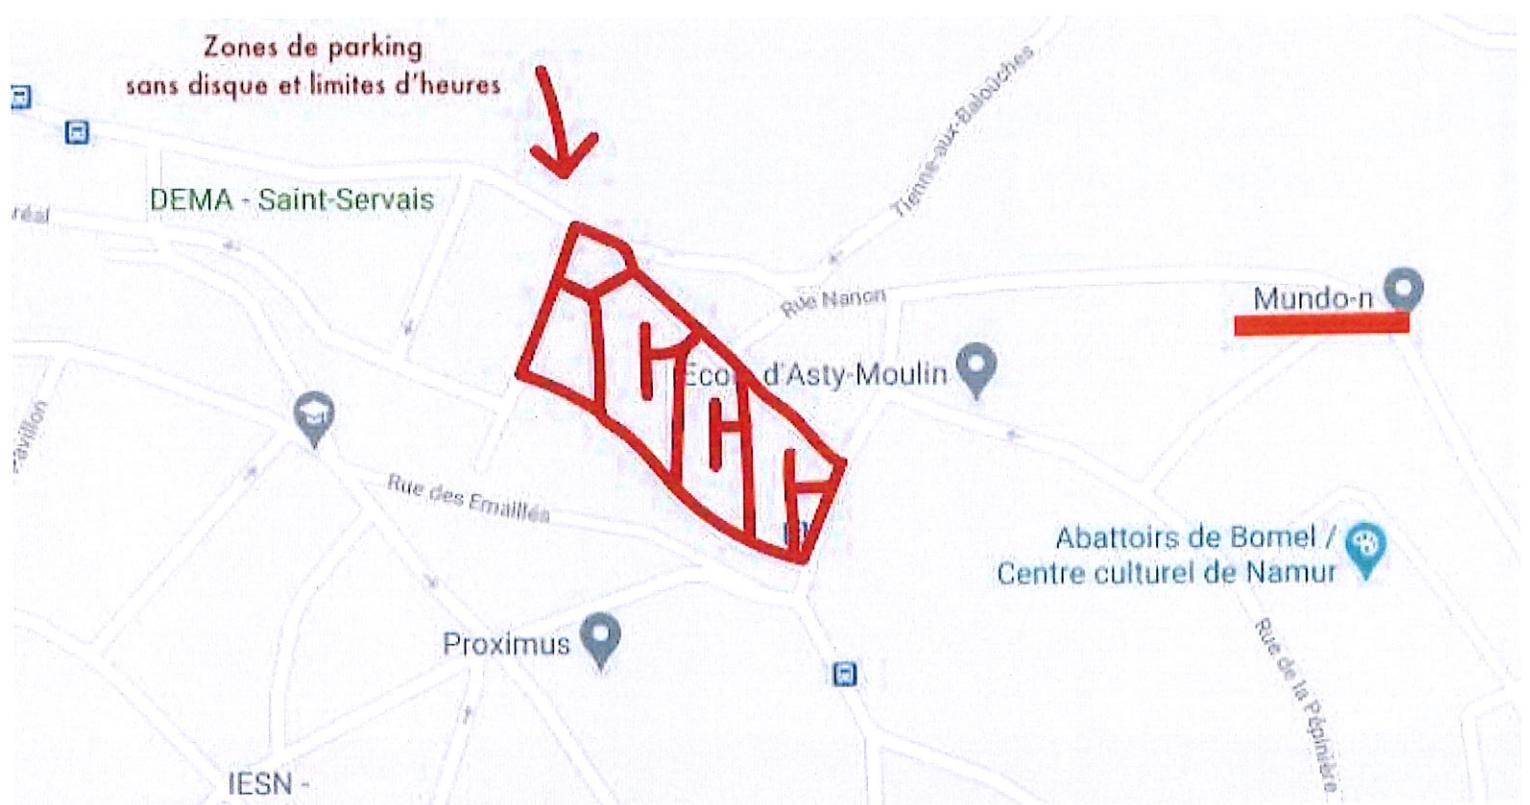 Zones de parking
sans disque et limites d'heures
Tienne-aux-Balouches
DEMA - Saint-Servais
réal
Rue Nanon
Mundo-n
d'Asty-Moulin
Rue des Emaillés
Abattoirs de Bomel /
Centre culturel de Namur
Proximus
Rue de la Pépinière
IESN -